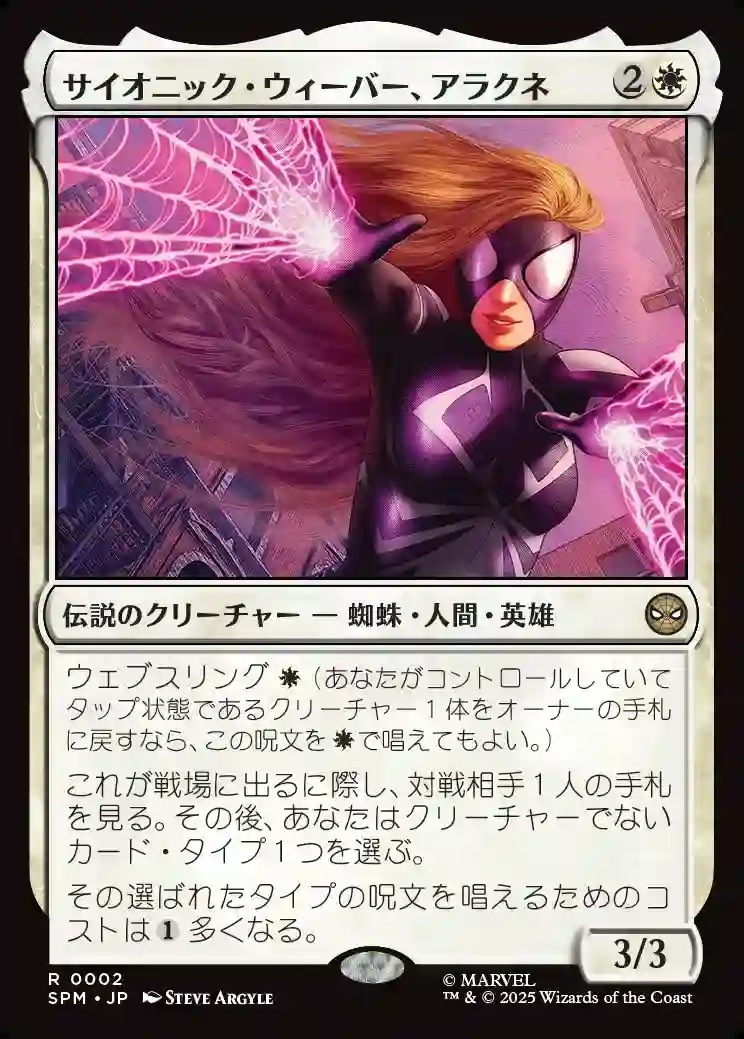 サイオニック・ウィーバー、アラクネ 2
伝説のクリーチャー — 蜘蛛・人間・英雄
ウェブスリング (あなたがコントロールしていて
タップ状態であるクリーチャー1体をオーナーの手札
に戻すなら、この呪文を で唱えてもよい。)
これが戦場に出るに際し、対戦相手1人の手札
を見る。その後、あなたはクリーチャーでない
カード・タイプ1つを選ぶ。
その選ばれたタイプの呪文を唱えるためのコ
ストは 1 多くなる。
3/3
R 0002
SPM • JP Steve Argyle
© MARVEL
™ & © 2025 Wizards of the Coast